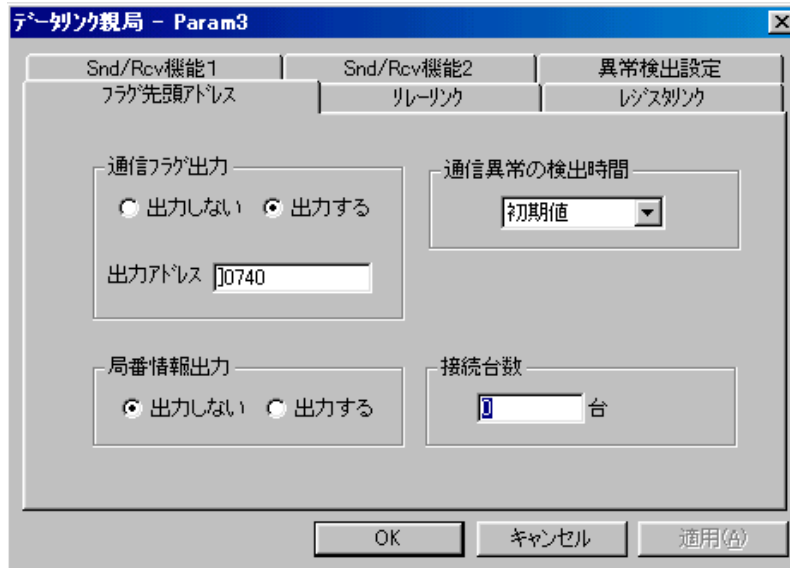 ﾃﾞｰﾀﾘﾝｸ親局 - Param3
Snd/Rcv機能1
Snd/Rcv機能2
異常検出設定
ﾌﾗｸﾞ先頭ｱﾄﾞﾚｽ
ﾘﾚｰﾘﾝｸ
ﾚｼﾞｽﾀﾘﾝｸ
通信ﾌﾗｸﾞ出力
出力しない 出力する
出力ｱﾄﾞﾚｽ ]0740
通信異常の検出時間
初期値
局番情報出力
出力しない 出力する
接続台数
台
OK
キャンセル
適用(A)